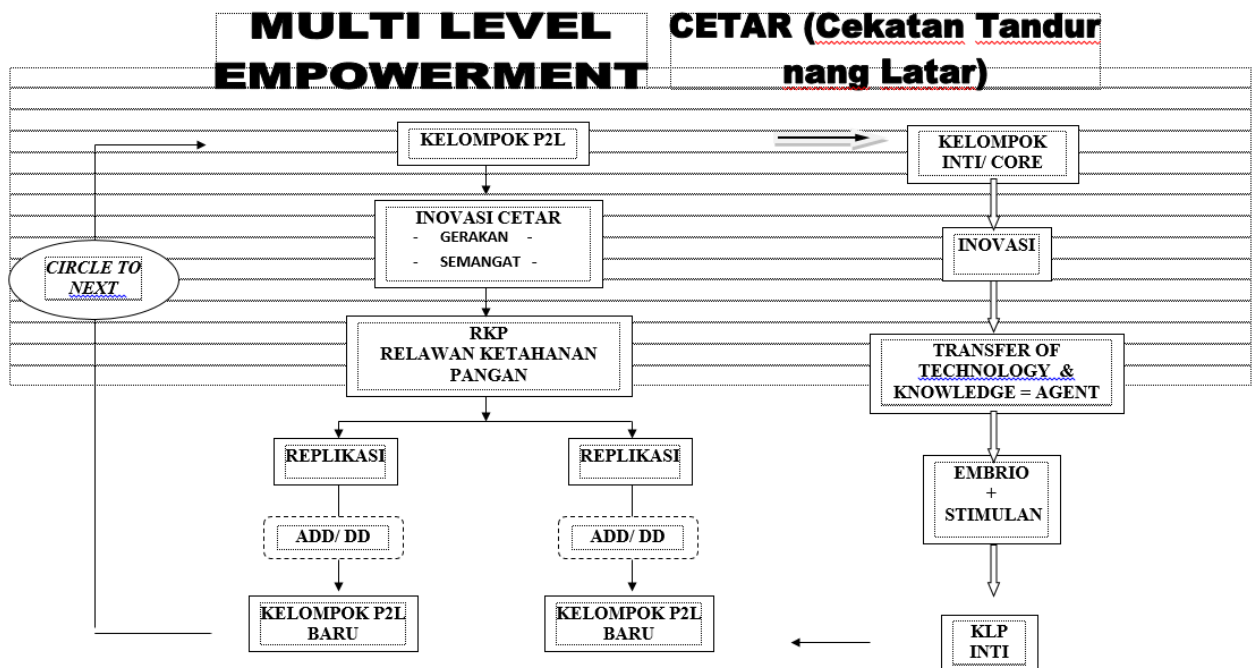 MULTI LEVEL
EMPOWERMENT
CETAR (Cekatan Tandur
nang Latar)
KELOMPOK P2L
KELOMPOK
INTI/ CORE
INOVASI CETAR
- GERAKAN -
- SEMANGAT -
INOVASI
CIRCLE TO
NEXT
RKP
RELAWAN KETAHANAN
PANGAN
TRANSFER OF
TECHNOLOGY &
KNOWLEDGE = AGENT
REPLIKASI
REPLIKASI
EMBRIO
+
STIMULAN
ADD/ DD
ADD/ DD
KELOMPOK P2L
BARU
KELOMPOK P2L
BARU
KLP
INTI